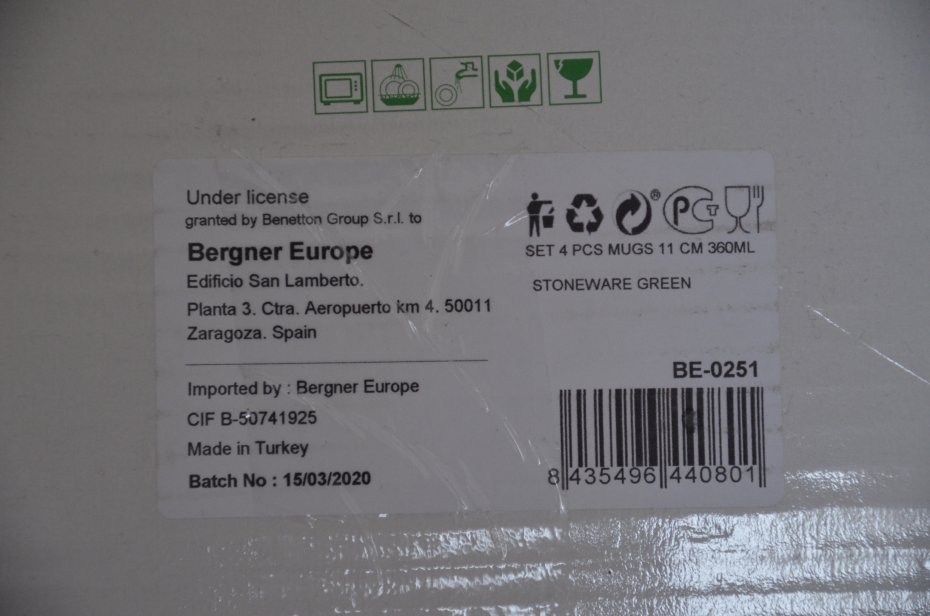 Under license
granted by Benetton Group S.r.l. to
Bergner Europe
Edificio San Lamberto.
Planta 3. Ctra. Aeropuerto km 4. 50011
Zaragoza. Spain
Imported by : Bergner Europe
CIF B-50741925
Made in Turkey
Batch No : 15/03/2020
® PCT
SET 4 PCS MUGS 11 CM 360ML
STONEWARE GREEN
BE-0251
8 435496 440801